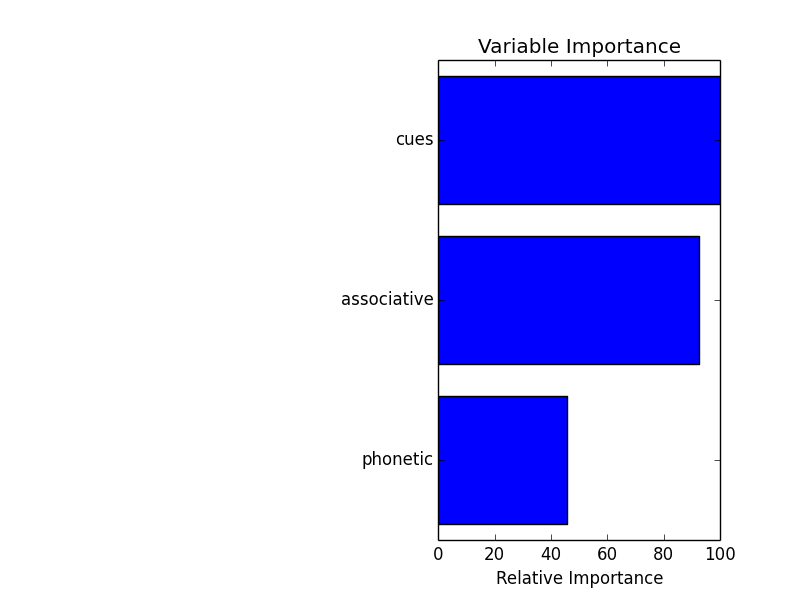 Variable Importance
cues
associative
phonetic
0 20 40 60 80 100
Relative Importance